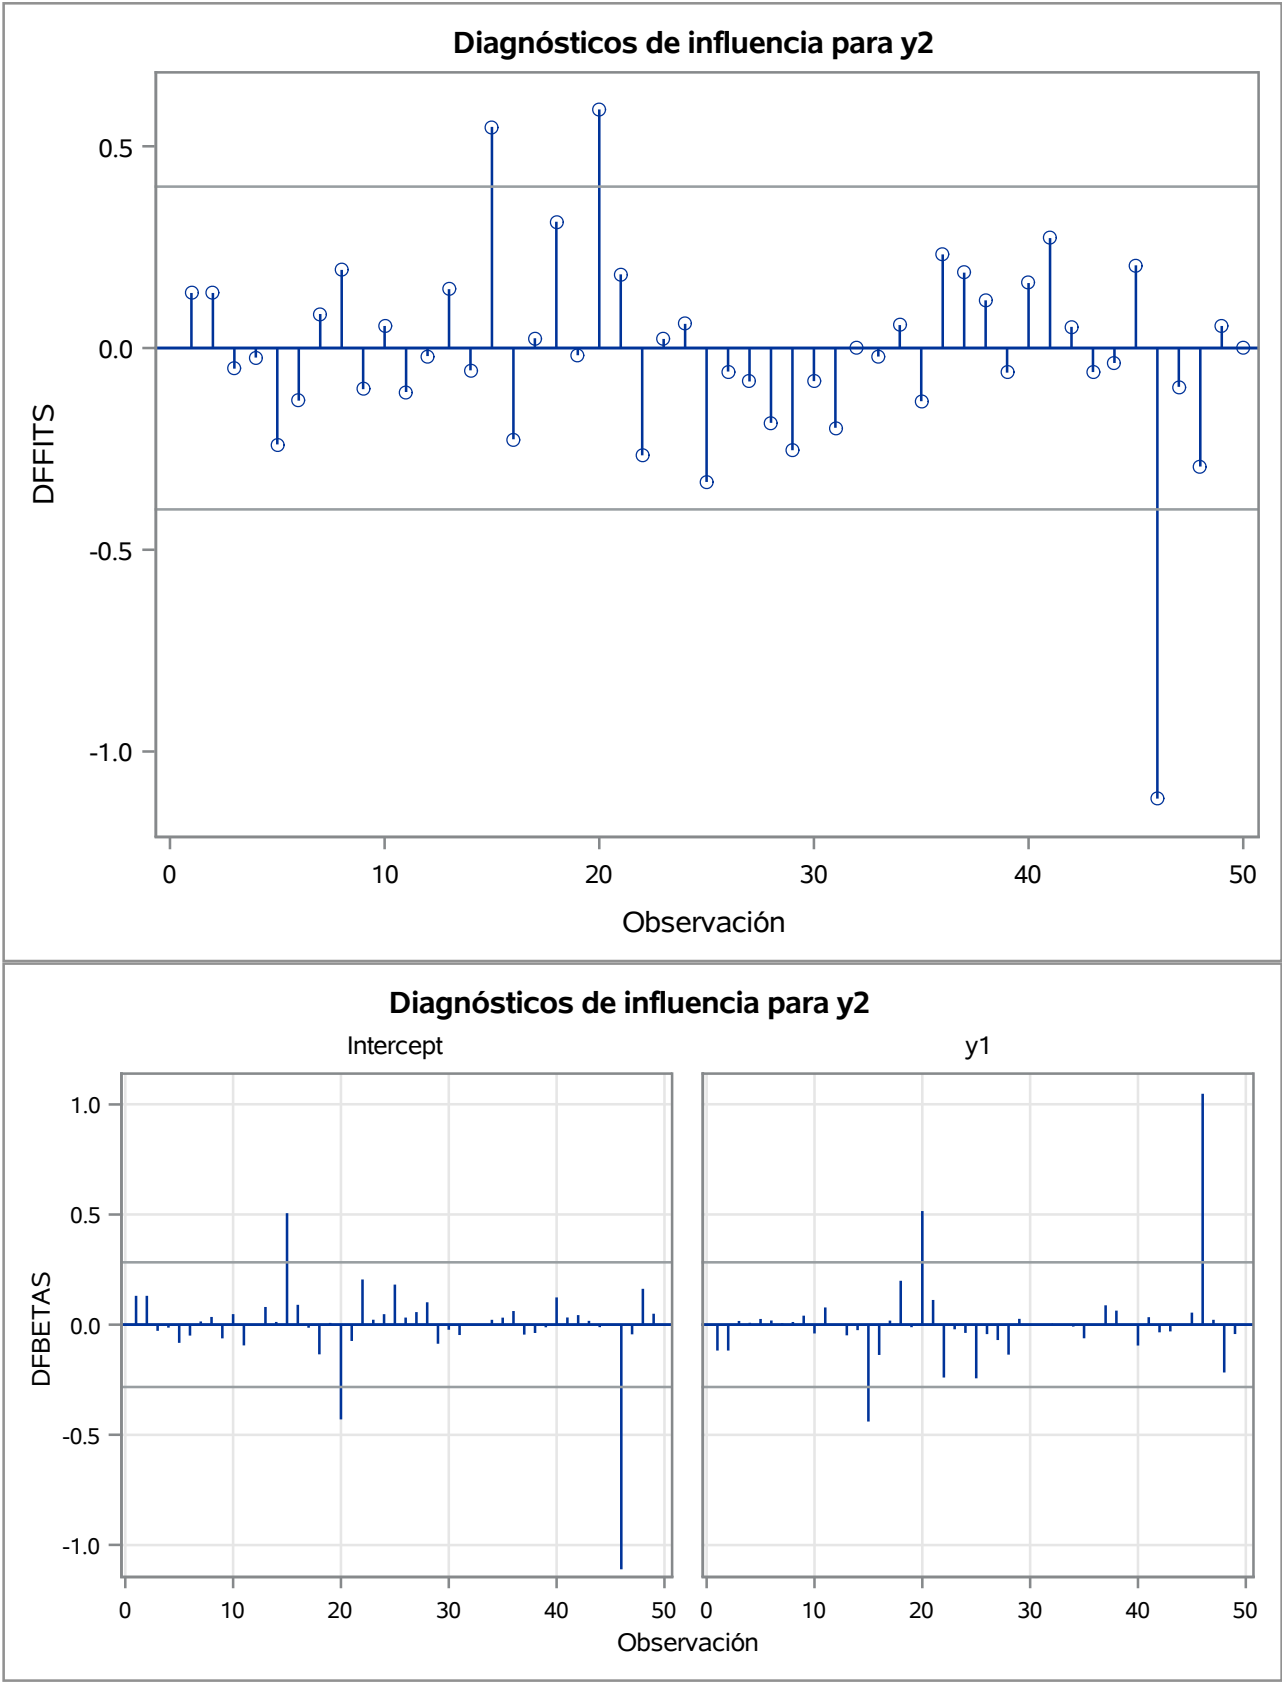 Diagnósticos de influencia para y2
0.5
0.0
-0.5
-1.0
DFFITS
0 10 20 30 40 50
Observación
Diagnósticos de influencia para y2
Intercept y1
1.0
0.5
0.0
-0.5
-1.0
DFBETAS
0 10 20 30 40 50 0 10 20 30 40 50
Observación